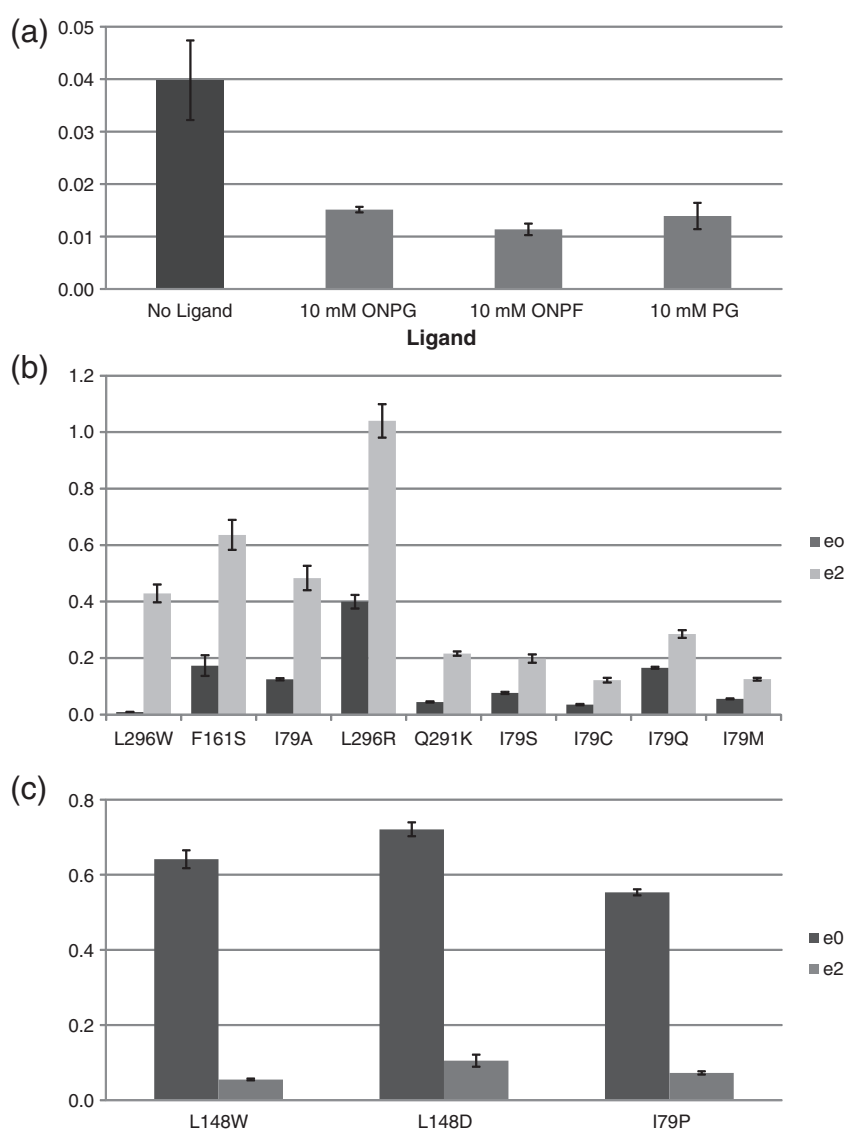 (a)
0.05
0.04
0.03
0.02
0.01
0.00
No Ligand 10 mM ONPG 10 mM ONPF 10 mM PG
Ligand
(b)
1.2
1.0
0.8
0.6
0.4
0.2
0.0
eo
e2
L296W F161S I79A L296R Q291K I79S I79C I79Q I79M
(c)
0.8
0.6
0.4
0.2
0.0
e0
e2
L148W L148D I79P